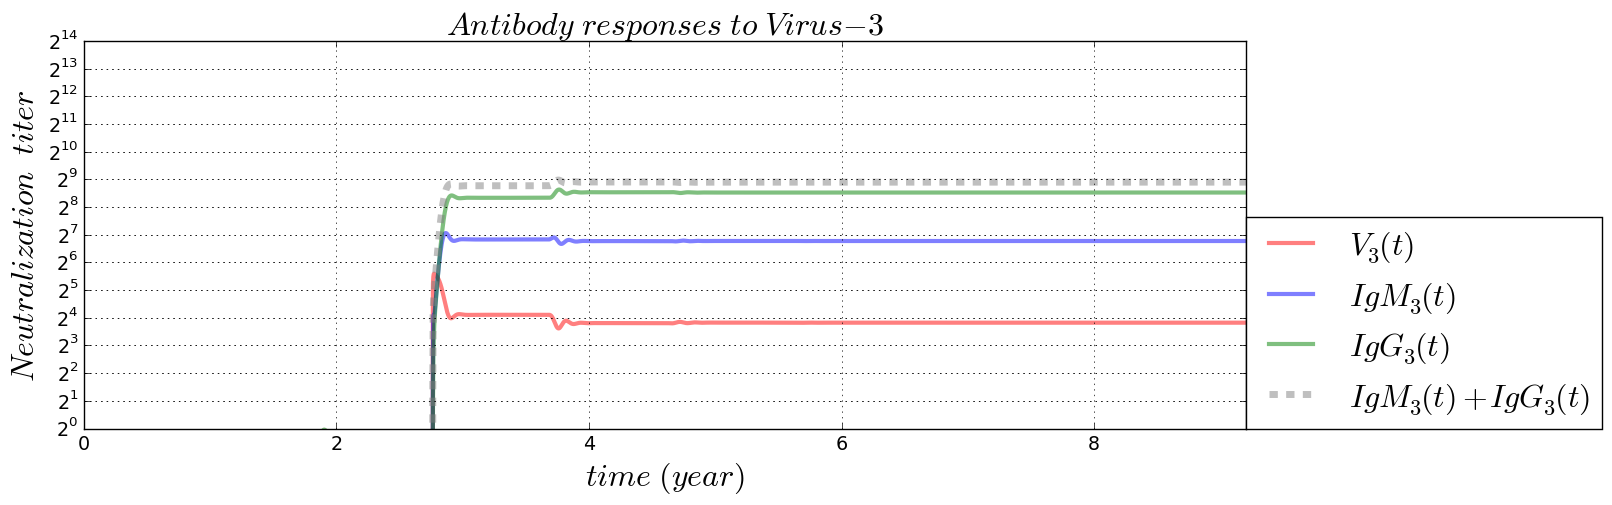 Antibody responses to Virus−3
Neutralization titer
2^14
2^13
2^12
2^11
2^10
2^9
2^8
2^7
2^6
2^5
2^4
2^3
2^2
2^1
2^0
0 2 4 6 8
time (year)
V_3(t)
IgM_3(t)
IgG_3(t)
IgM_3(t)+IgG_3(t)